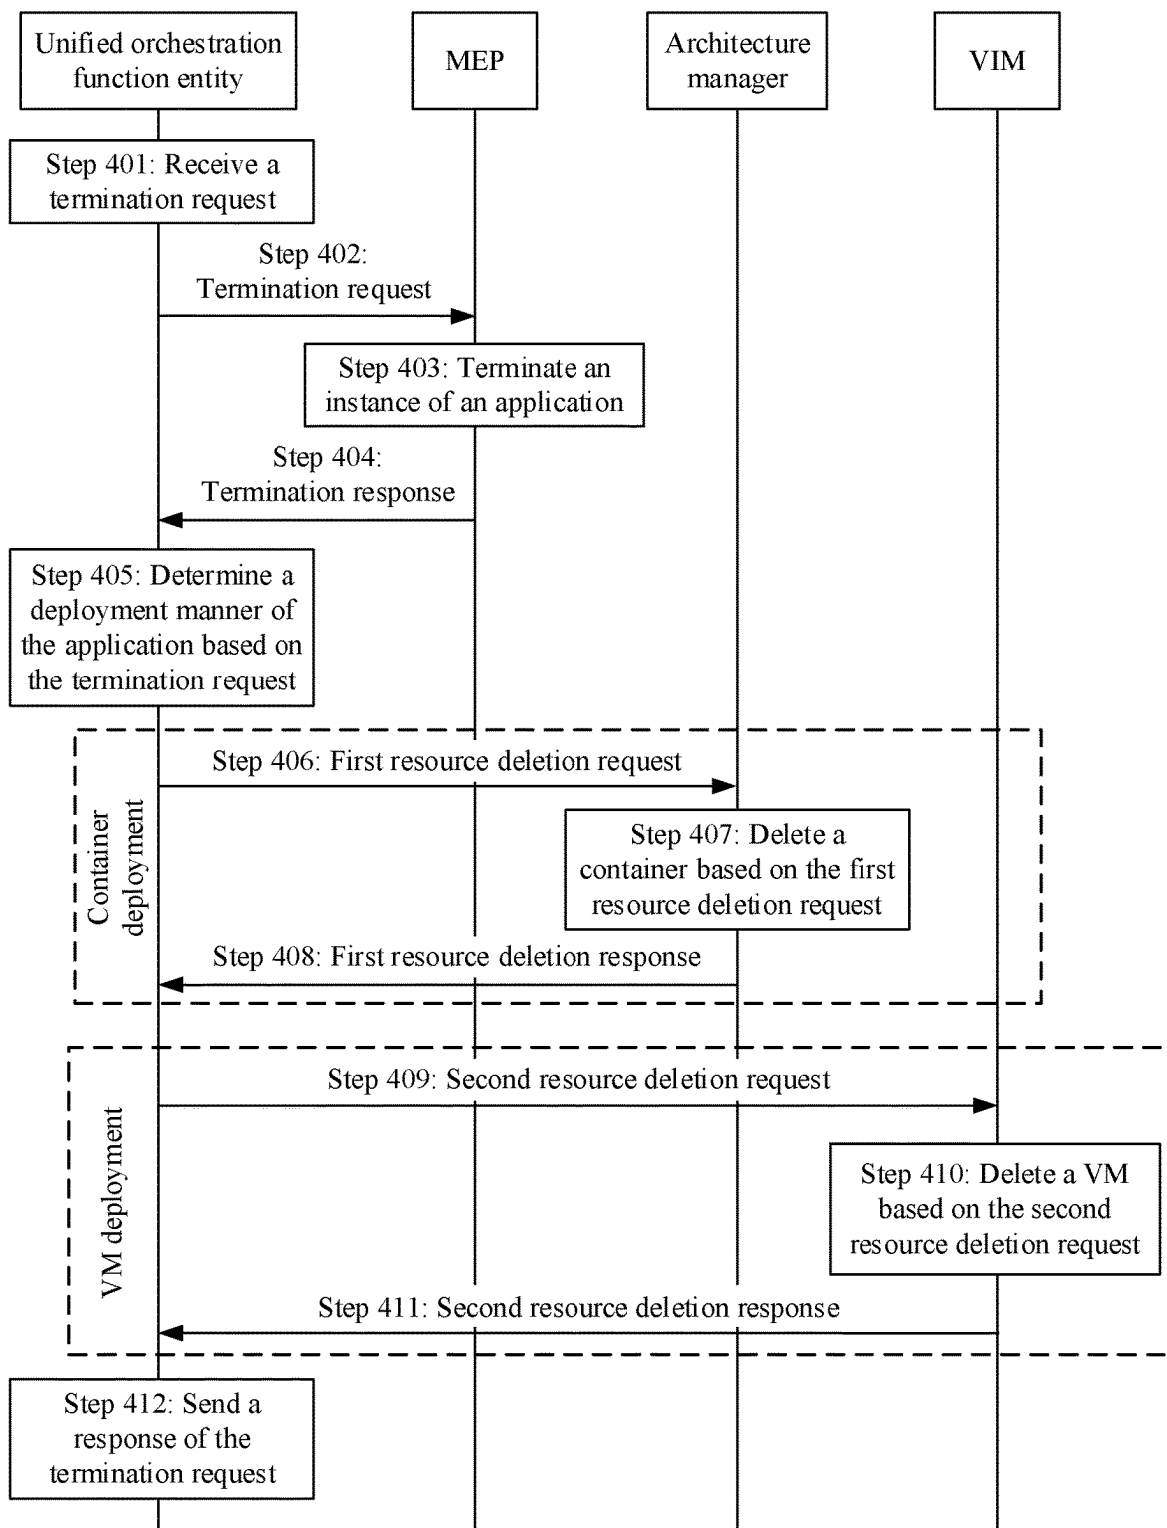 Unified orchestration
function entity
MEP
Architecture
manager
VIM
Step 401: Receive a
termination request
Step 402:
Termination request
Step 403: Terminate an
instance of an application
Step 404:
Termination response
Step 405: Determine a
deployment manner of
the application based on
the termination request
Container
deployment
Step 406: First resource deletion request
Step 407: Delete a
container based on the first
resource deletion request
Step 408: First resource deletion response
VM deployment
Step 409: Second resource deletion request
Step 410: Delete a VM
based on the second
resource deletion request
Step 411: Second resource deletion response
Step 412: Send a
response of the
termination request